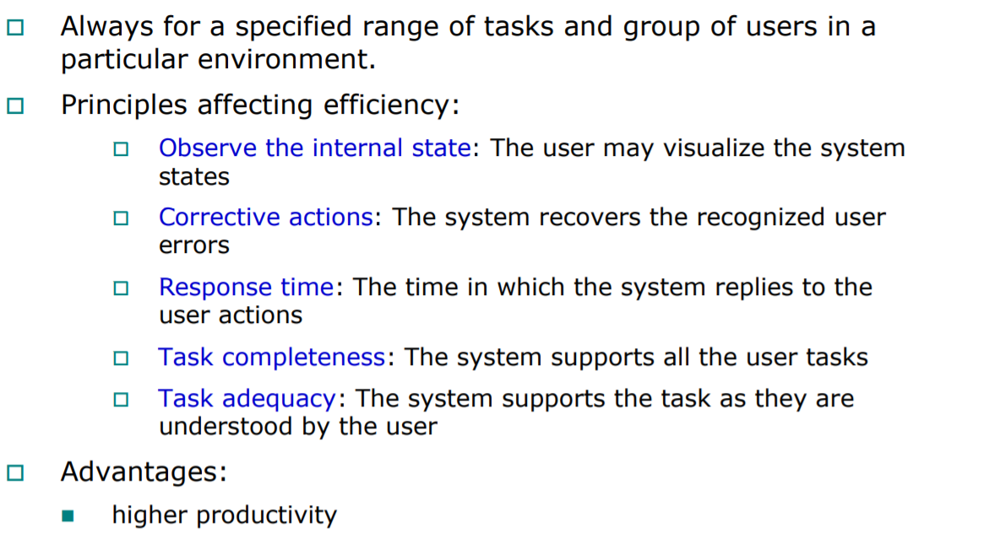 Always for a specified range of tasks and group of users in a
particular environment.
Principles affecting efficiency:
Observe the internal state: The user may visualize the system
states
Corrective actions: The system recovers the recognized user
errors
Response time: The time in which the system replies to the
user actions
Task completeness: The system supports all the user tasks
Task adequacy: The system supports the task as they are
understood by the user
Advantages:
higher productivity